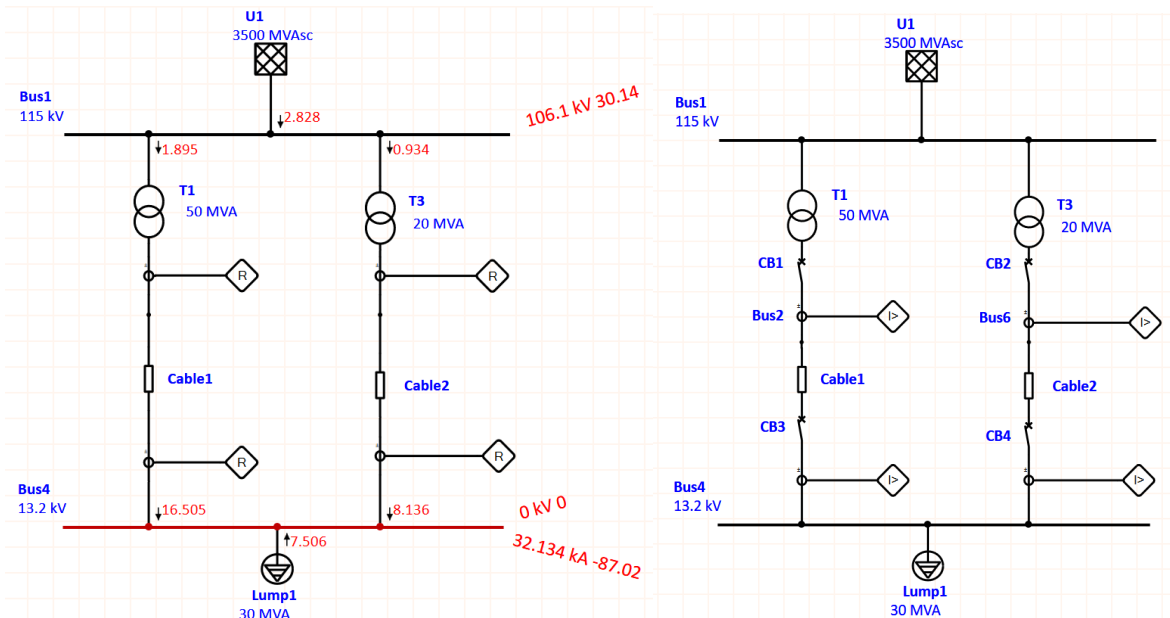 U1
3500 MVAsc
Bus1
115 kV
2.828
106.1 kV 30.14
1.895
0.934
T1
50 MVA
T3
20 MVA
R
R
Cable1
Cable2
R
R
Bus4
13.2 kV
16.505
8.136
0 kV 0
7.506
32.134 kA -87.02
Lump1
30 MVA
U1
3500 MVAsc
Bus1
115 kV
T1
50 MVA
T3
20 MVA
CB1
CB2
Bus2
I>
Bus6
I>
Cable1
Cable2
CB3
CB4
I>
I>
Bus4
13.2 kV
Lump1
30 MVA